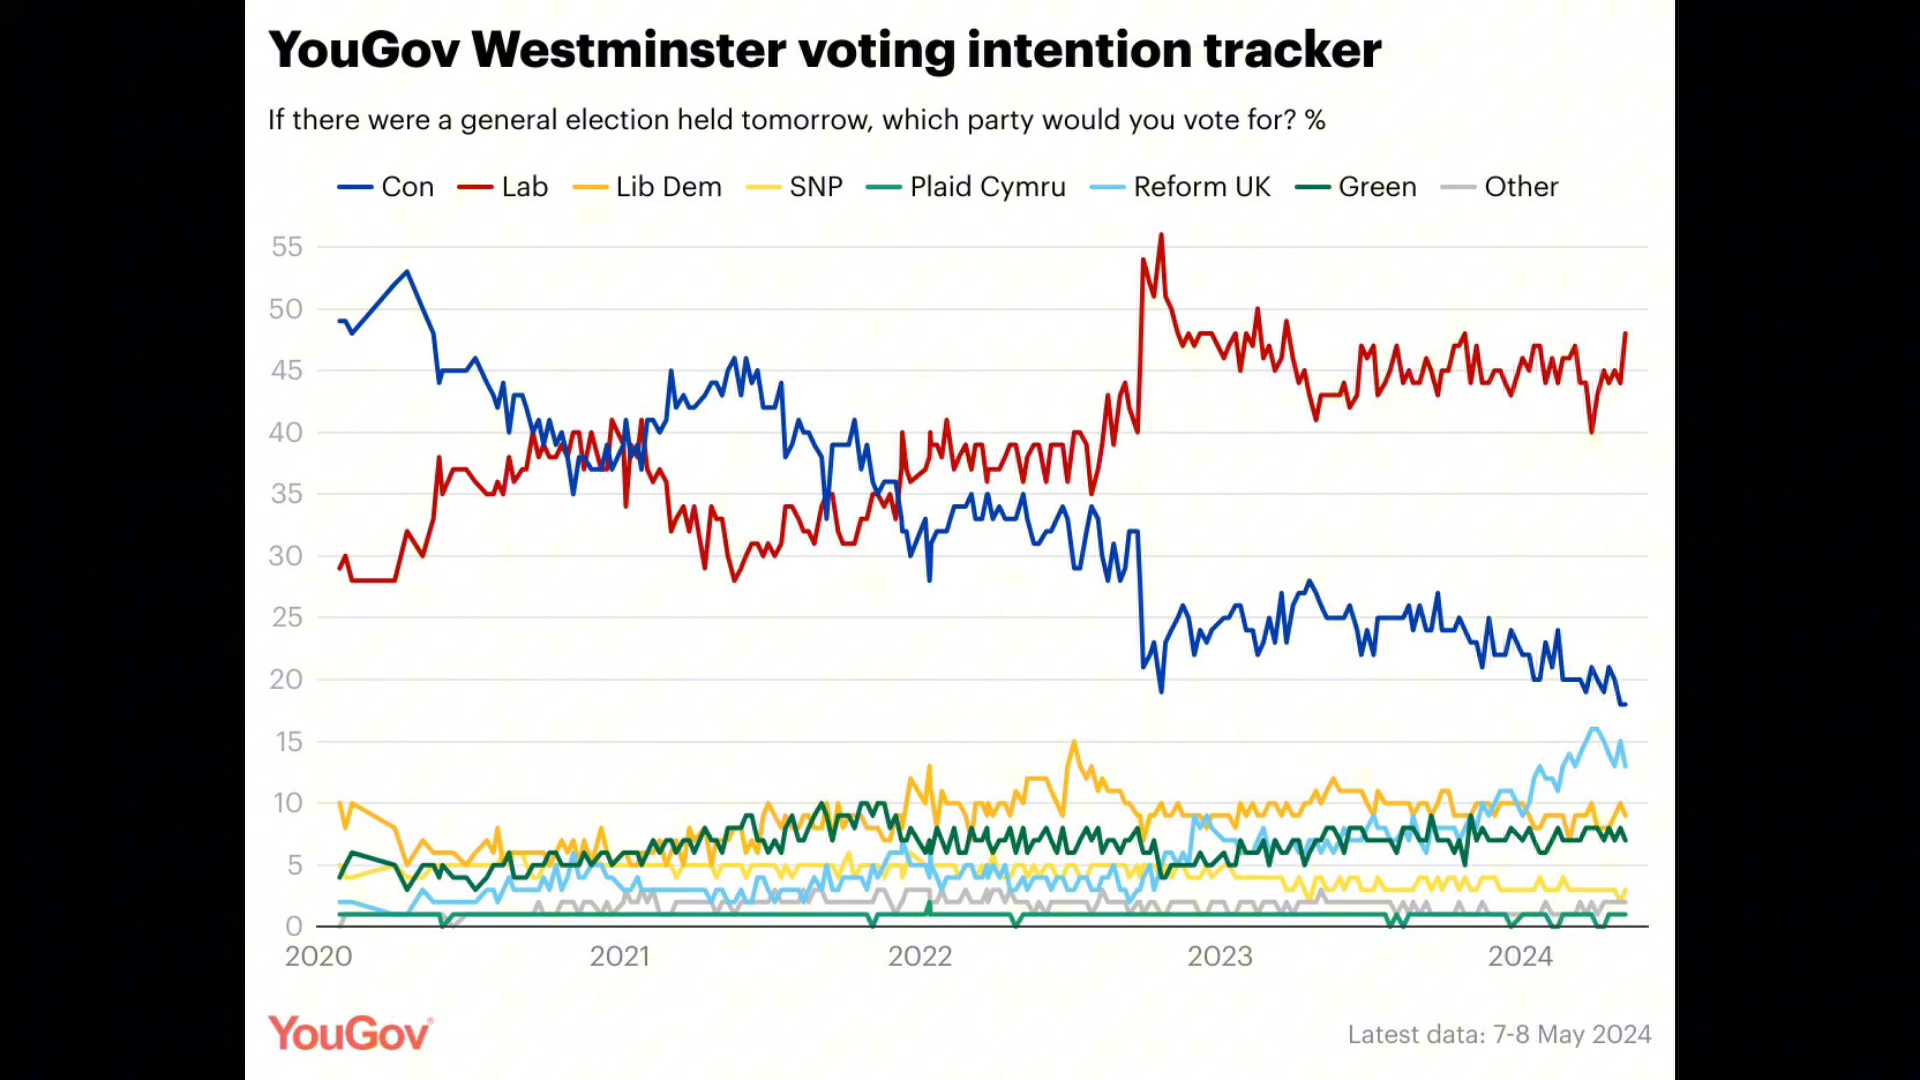 YouGov Westminster voting intention tracker
If there were a general election held tomorrow, which party would you vote for? %
Con Lab Lib Dem SNP Plaid Cymru Reform UK Green Other
55
50
45
40
35
30
25
20
15
10
5
0
2020 2021 2022 2023 2024
YouGov®
Latest data: 7-8 May 2024